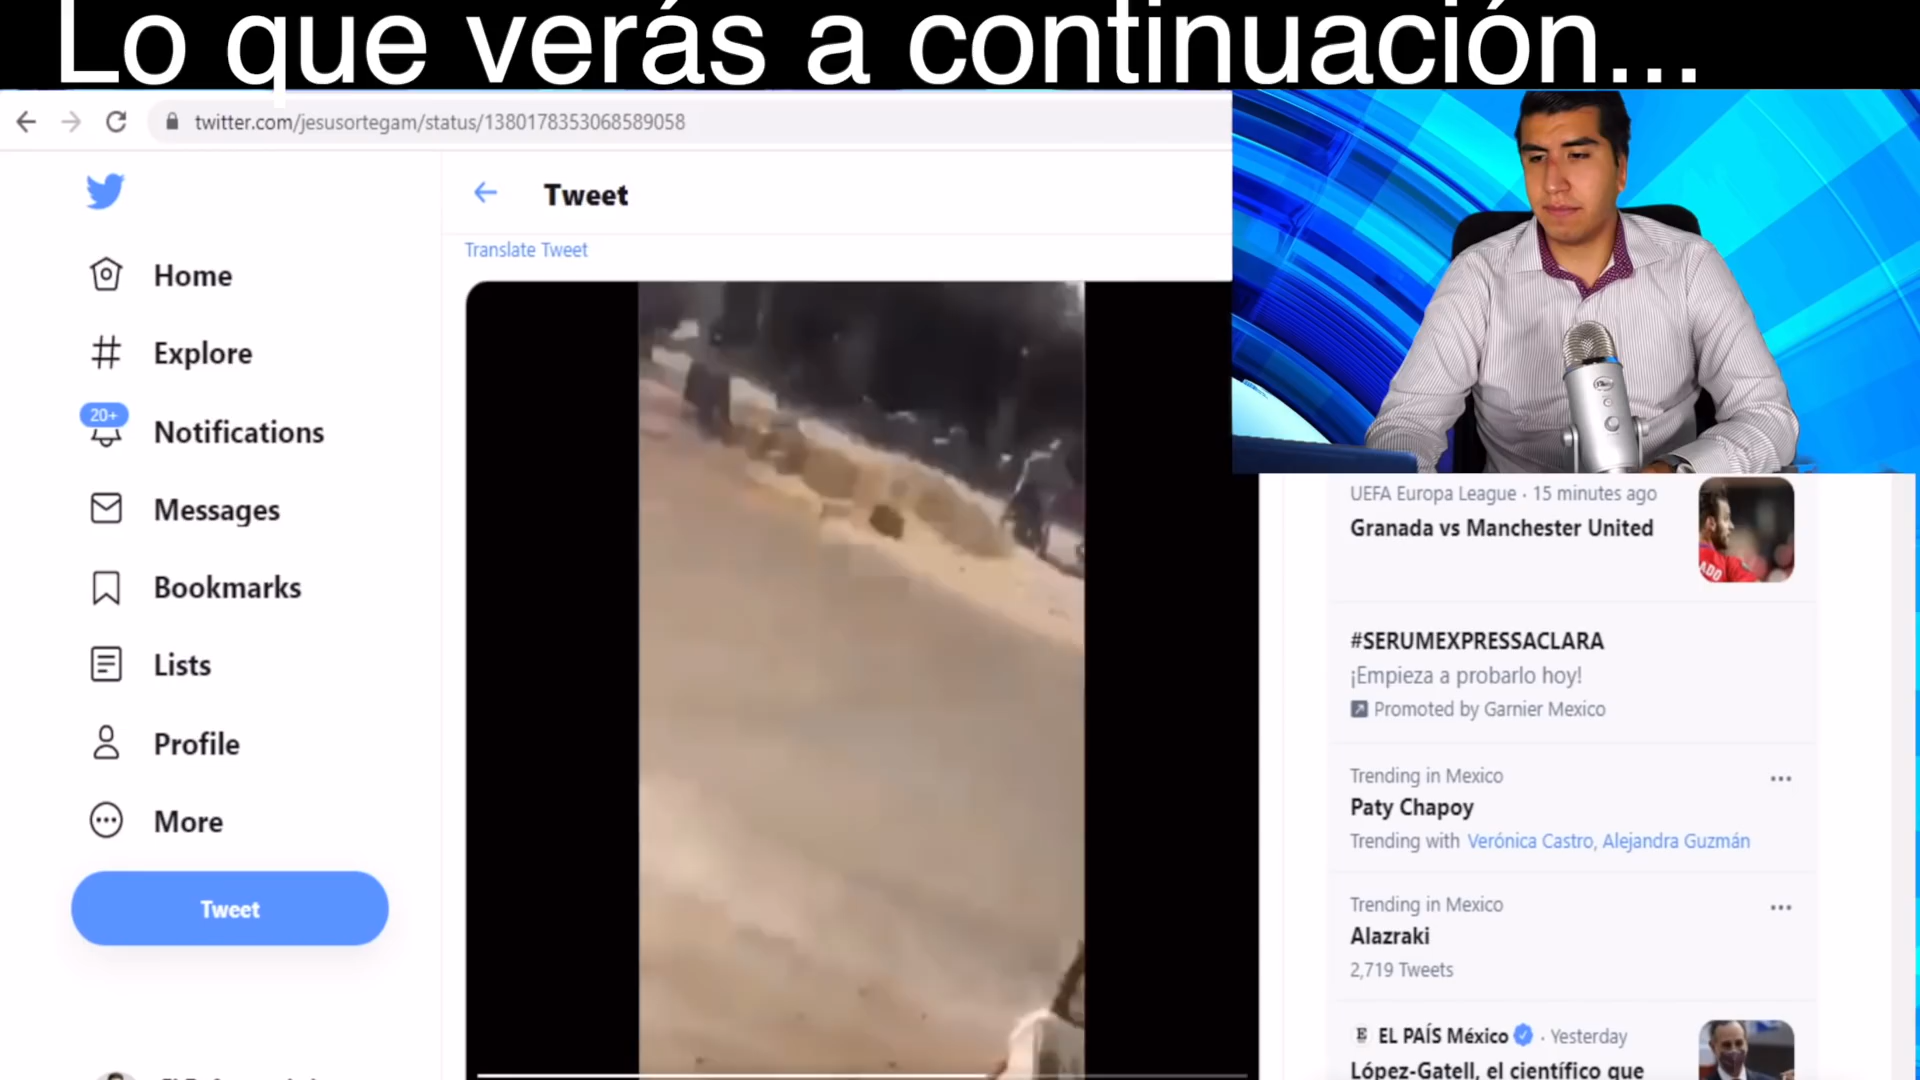 Lo que verás a continuación...
twitter.com/jesusortegam/status/1380178353068589058
Tweet
Translate Tweet
Home
Explore
20+
Notifications
Messages
Bookmarks
Lists
Profile
More
Tweet
UEFA Europa League · 15 minutes ago
Granada vs Manchester United
#SERUMEXPRESSACLARA
¡Empieza a probarlo hoy!
Promoted by Garnier Mexico
Trending in Mexico
Paty Chapoy
Trending with Verónica Castro, Alejandra Guzmán
Trending in Mexico
Alazraki
2,719 Tweets
EL PAÍS México · Yesterday
López-Gatell, el científico que